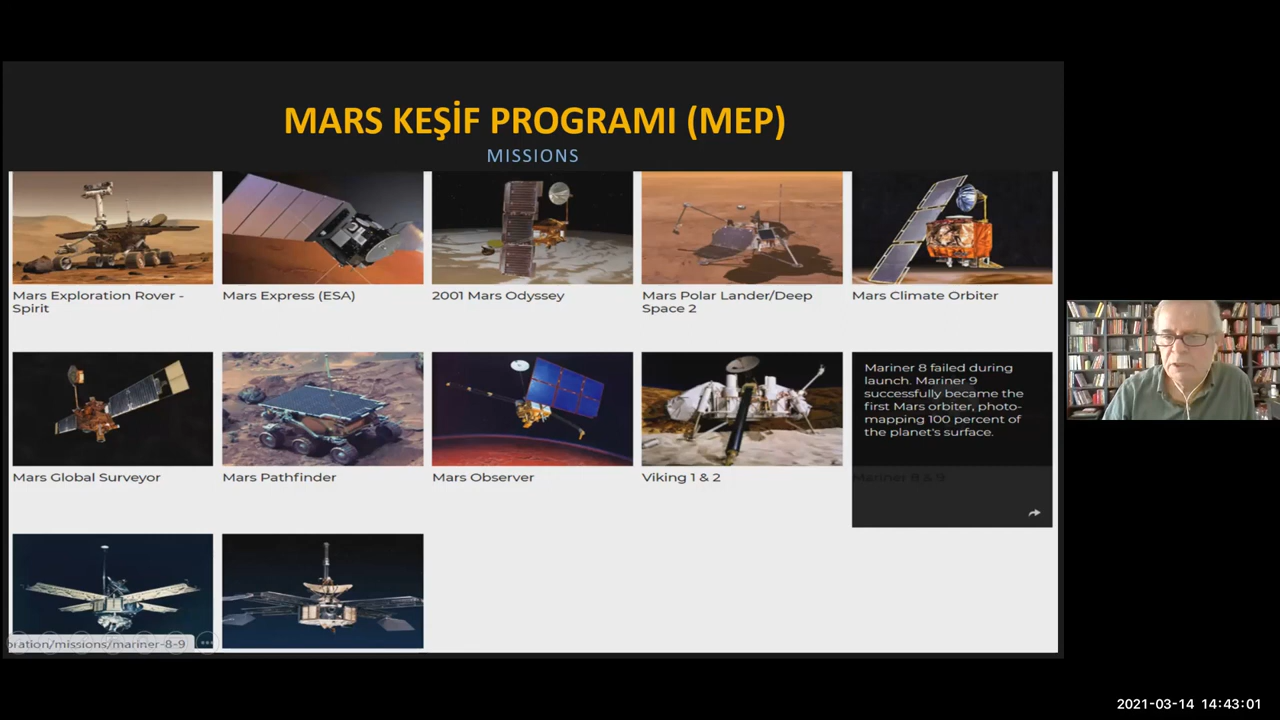 MARS KEŞİF PROGRAMI (MEP)
MISSIONS
Mars Exploration Rover -
Spirit
Mars Express (ESA)
2001 Mars Odyssey
Mars Polar Lander/Deep
Space 2
Mars Climate Orbiter
Mars Global Surveyor
Mars Pathfinder
Mars Observer
Viking 1 & 2
Mariner 8 failed during
launch. Mariner 9
successfully became the
first Mars orbiter, photo-
mapping 100 percent of
the planet's surface.
Mariner 8 & 9
oration/missions/mariner-8-9
2021-03-14 14:43:01